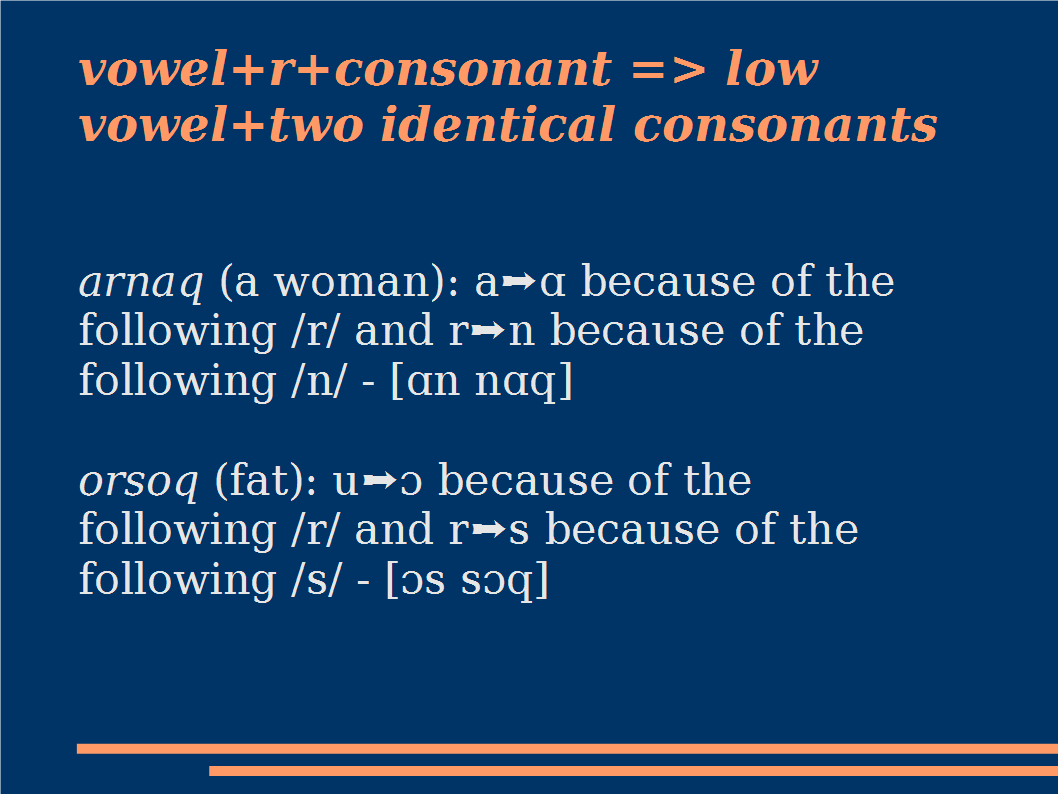 vowel+r+consonant => low
vowel+two identical consonants
arnaq (a woman): a➡ɑ because of the
following /r/ and r➡n because of the
following /n/ - [ɑn nɑq]
orsoq (fat): u➡ɔ because of the
following /r/ and r➡s because of the
following /s/ - [ɔs sɔq]